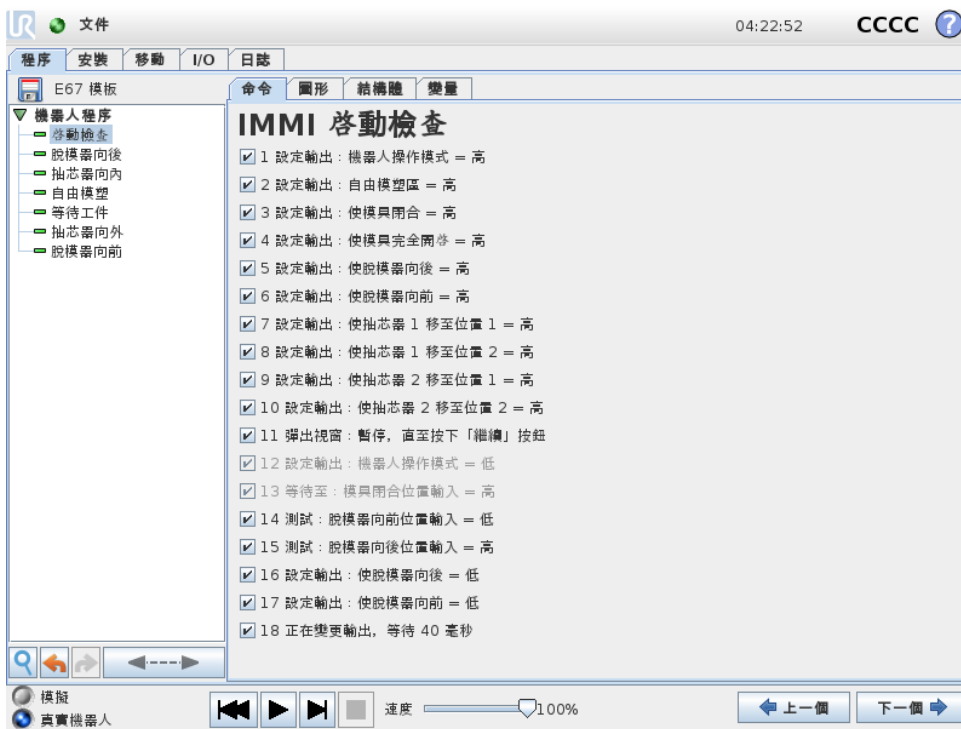 UR 文件 04:22:52 CCCC ?
程序 安裝 移動 I/O 日誌
E67 模板
命令 圖形 結構體 變量
機器人程序
啓動檢查
脫模器向後
抽芯器向內
自由模塑
等待工件
抽芯器向外
脫模器向前
IMMI 啓動檢查
1 設定輸出：機器人操作模式 = 高
2 設定輸出：自由模塑區 = 高
3 設定輸出：使模具閉合 = 高
4 設定輸出：使模具完全開啓 = 高
5 設定輸出：使脫模器向後 = 高
6 設定輸出：使脫模器向前 = 高
7 設定輸出：使抽芯器 1 移至位置 1 = 高
8 設定輸出：使抽芯器 1 移至位置 2 = 高
9 設定輸出：使抽芯器 2 移至位置 1 = 高
10 設定輸出：使抽芯器 2 移至位置 2 = 高
11 彈出視窗：暫停，直至按下「繼續」按鈕
12 設定輸出：機器人操作模式 = 低
13 等待至：模具閉合位置輸入 = 高
14 測試：脫模器向前位置輸入 = 低
15 測試：脫模器向後位置輸入 = 高
16 設定輸出：使脫模器向後 = 低
17 設定輸出：使脫模器向前 = 低
18 正在變更輸出，等待 40 毫秒
模擬
真實機器人
速度 100%
上一個 下一個